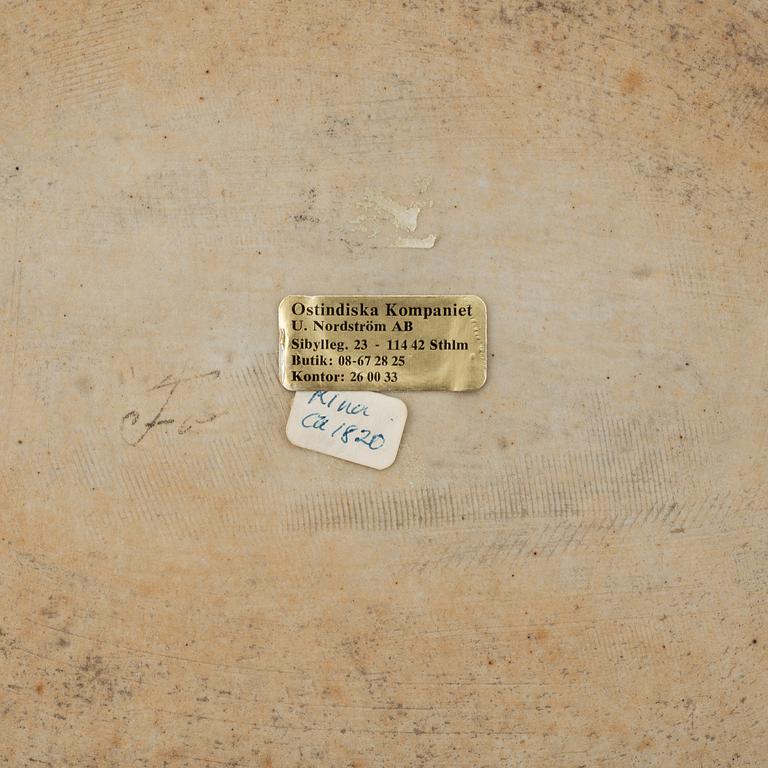 Ostindiska Kompaniet
U. Nordström AB
Sibylleg. 23 - 114 42 Sthlm
Butik: 08-67 28 25
Kontor: 26 00 33
Kina
ca 1820